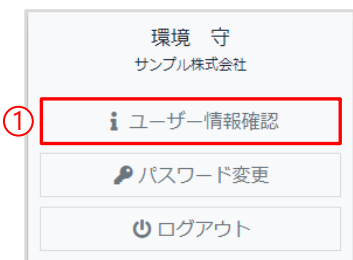 環境　守
サンプル株式会社
① ユーザー情報確認
パスワード変更
ログアウト